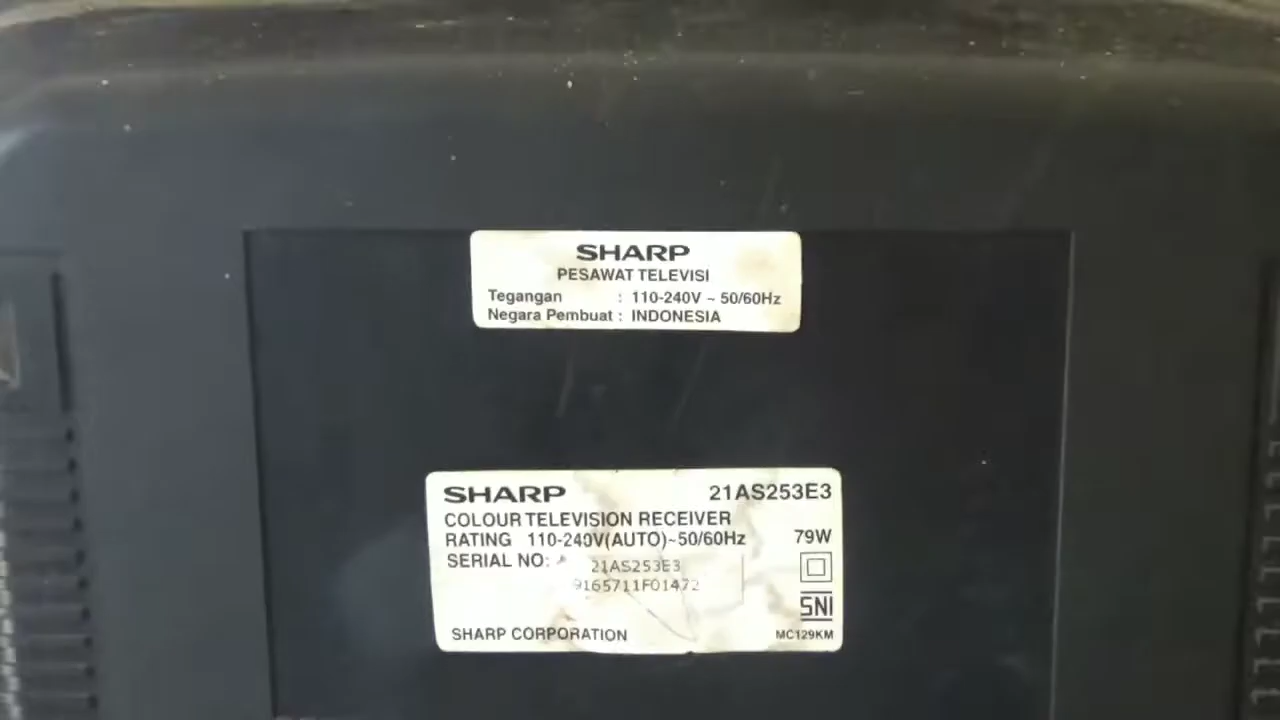 SHARP
PESAWAT TELEVISI
Tegangan : 110-240V ~ 50/60Hz
Negara Pembuat : INDONESIA
SHARP 21AS253E3
COLOUR TELEVISION RECEIVER
RATING 110-240V(AUTO)~50/60Hz 79W
SERIAL NO: 21AS253E3
9165711F01472
SNI
SHARP CORPORATION MC129KM